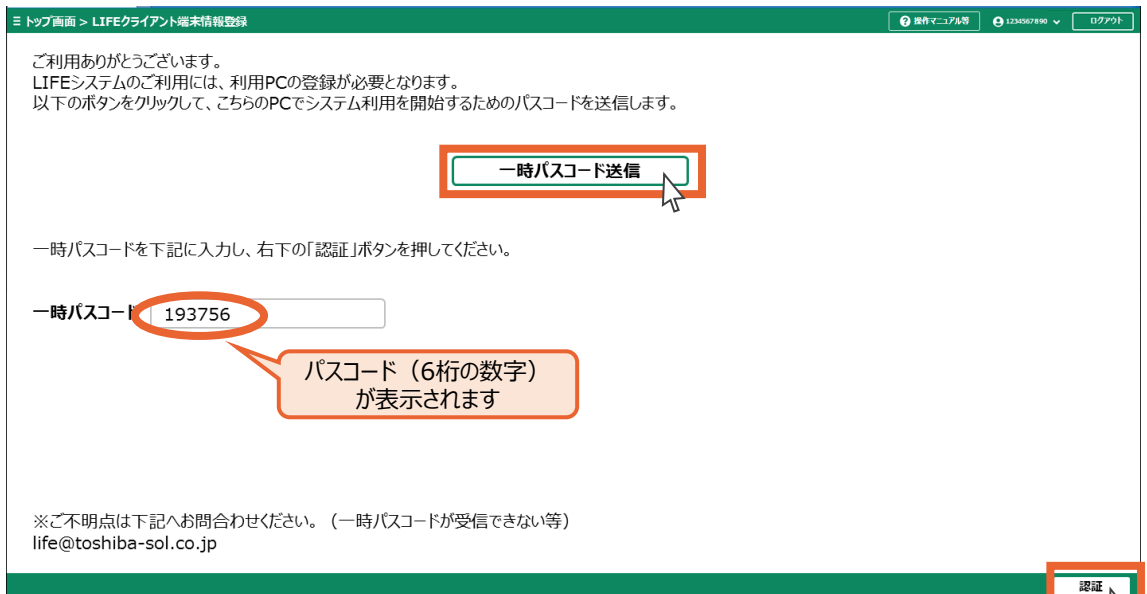 トップ画面 > LIFEクライアント端末情報登録
? 操作マニュアル等
1234567890
ログアウト
ご利用ありがとうございます。
LIFEシステムのご利用には、利用PCの登録が必要となります。
以下のボタンをクリックして、こちらのPCでシステム利用を開始するためのパスコードを送信します。
一時パスコード送信
一時パスコードを下記に入力し、右下の「認証」ボタンを押してください。
一時パスコード
193756
パスコード（6桁の数字）
が表示されます
※ご不明点は下記へお問合わせください。（一時パスコードが受信できない等）
life@toshiba-sol.co.jp
認証